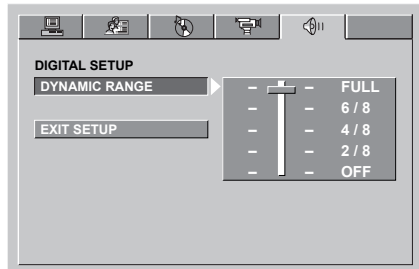 DIGITAL SETUP
DYNAMIC RANGE
EXIT SETUP
– – FULL
– – 6 / 8
– – 4 / 8
– – 2 / 8
– – OFF